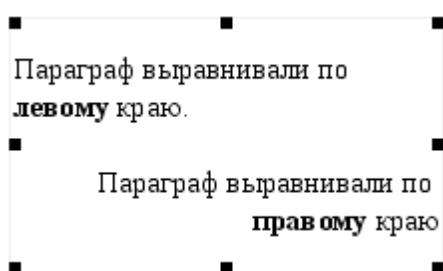 Параграф выравнивали по
левому краю.
Параграф выравнивали по
правому краю